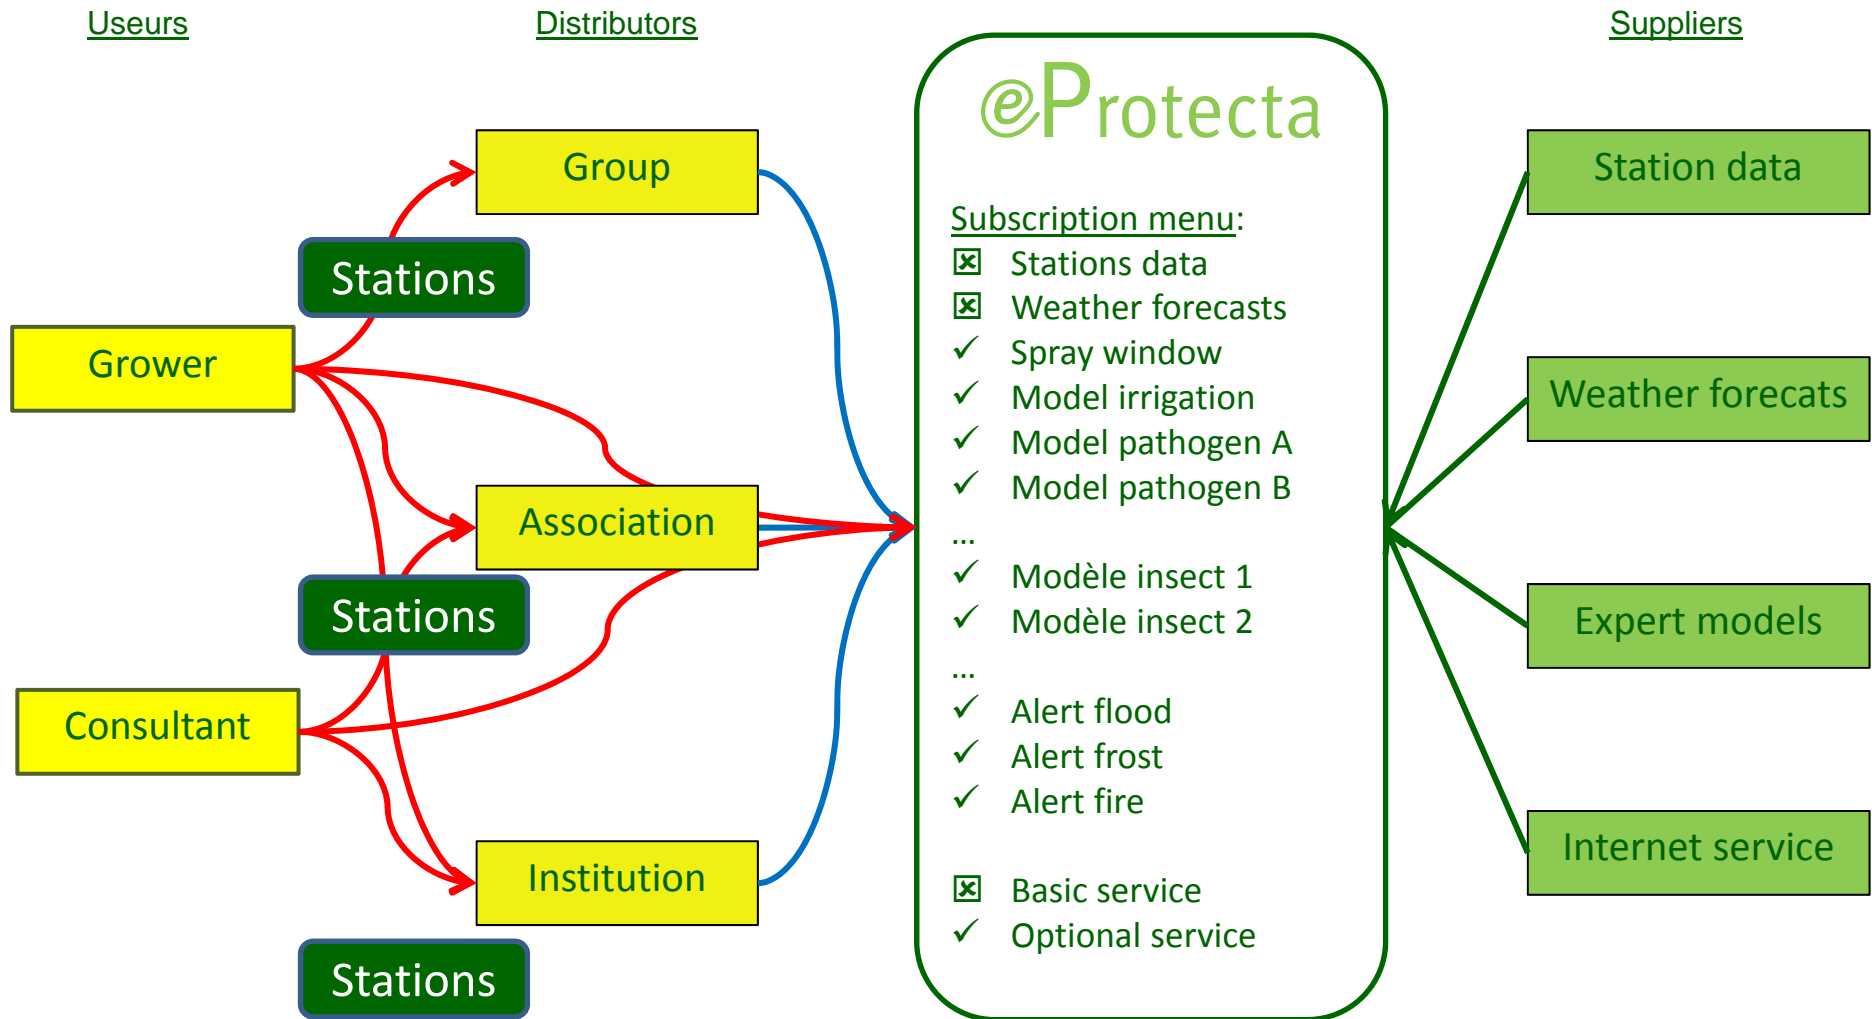 Useurs
Distributors
Suppliers
Group
Stations
Grower
Association
Stations
Consultant
Institution
Stations
eProtecta
Subscription menu:
Stations data
Weather forecasts
Spray window
Model irrigation
Model pathogen A
Model pathogen B
...
Modèle insect 1
Modèle insect 2
...
Alert flood
Alert frost
Alert fire
Basic service
Optional service
Station data
Weather forecats
Expert models
Internet service